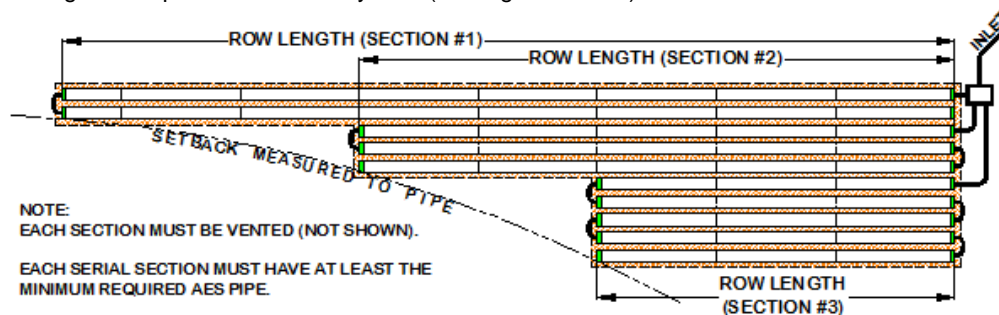 ROW LENGTH (SECTION #1)
ROW LENGTH (SECTION #2)
INLET
SETBACK MEASURED TO PIPE
NOTE:
EACH SECTION MUST BE VENTED (NOT SHOWN).
EACH SERIAL SECTION MUST HAVE AT LEAST THE
MINIMUM REQUIRED AES PIPE.
ROW LENGTH
(SECTION #3)